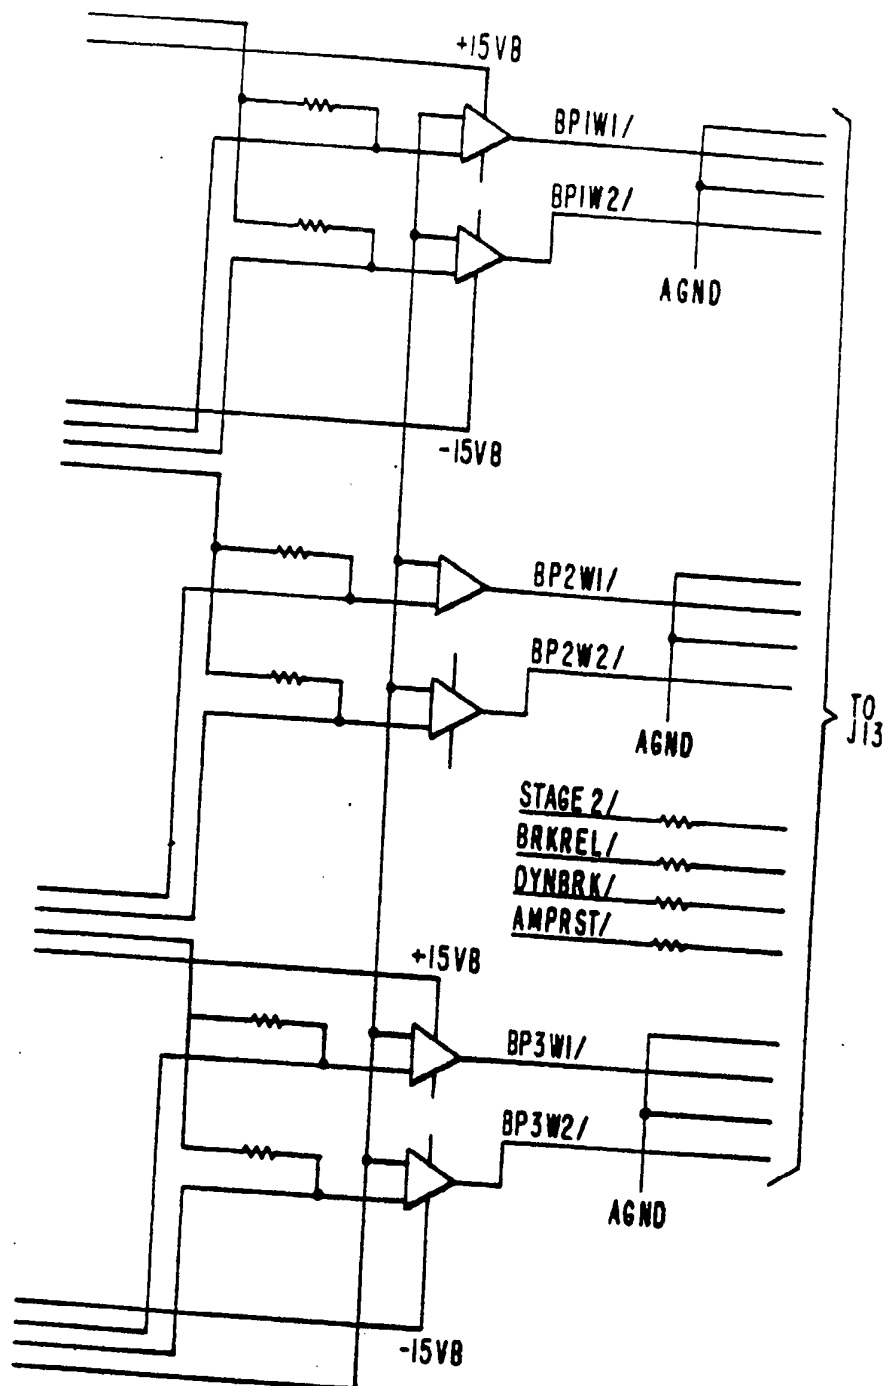 +15VB
BP1W1/
BP1W2/
AGND
-15VB
BP2W1/
BP2W2/
TO
J13
AGND
STAGE 2/
BRKREL/
DYNBRK/
AMPRST/
+15VB
BP3W1/
BP3W2/
AGND
-15VB